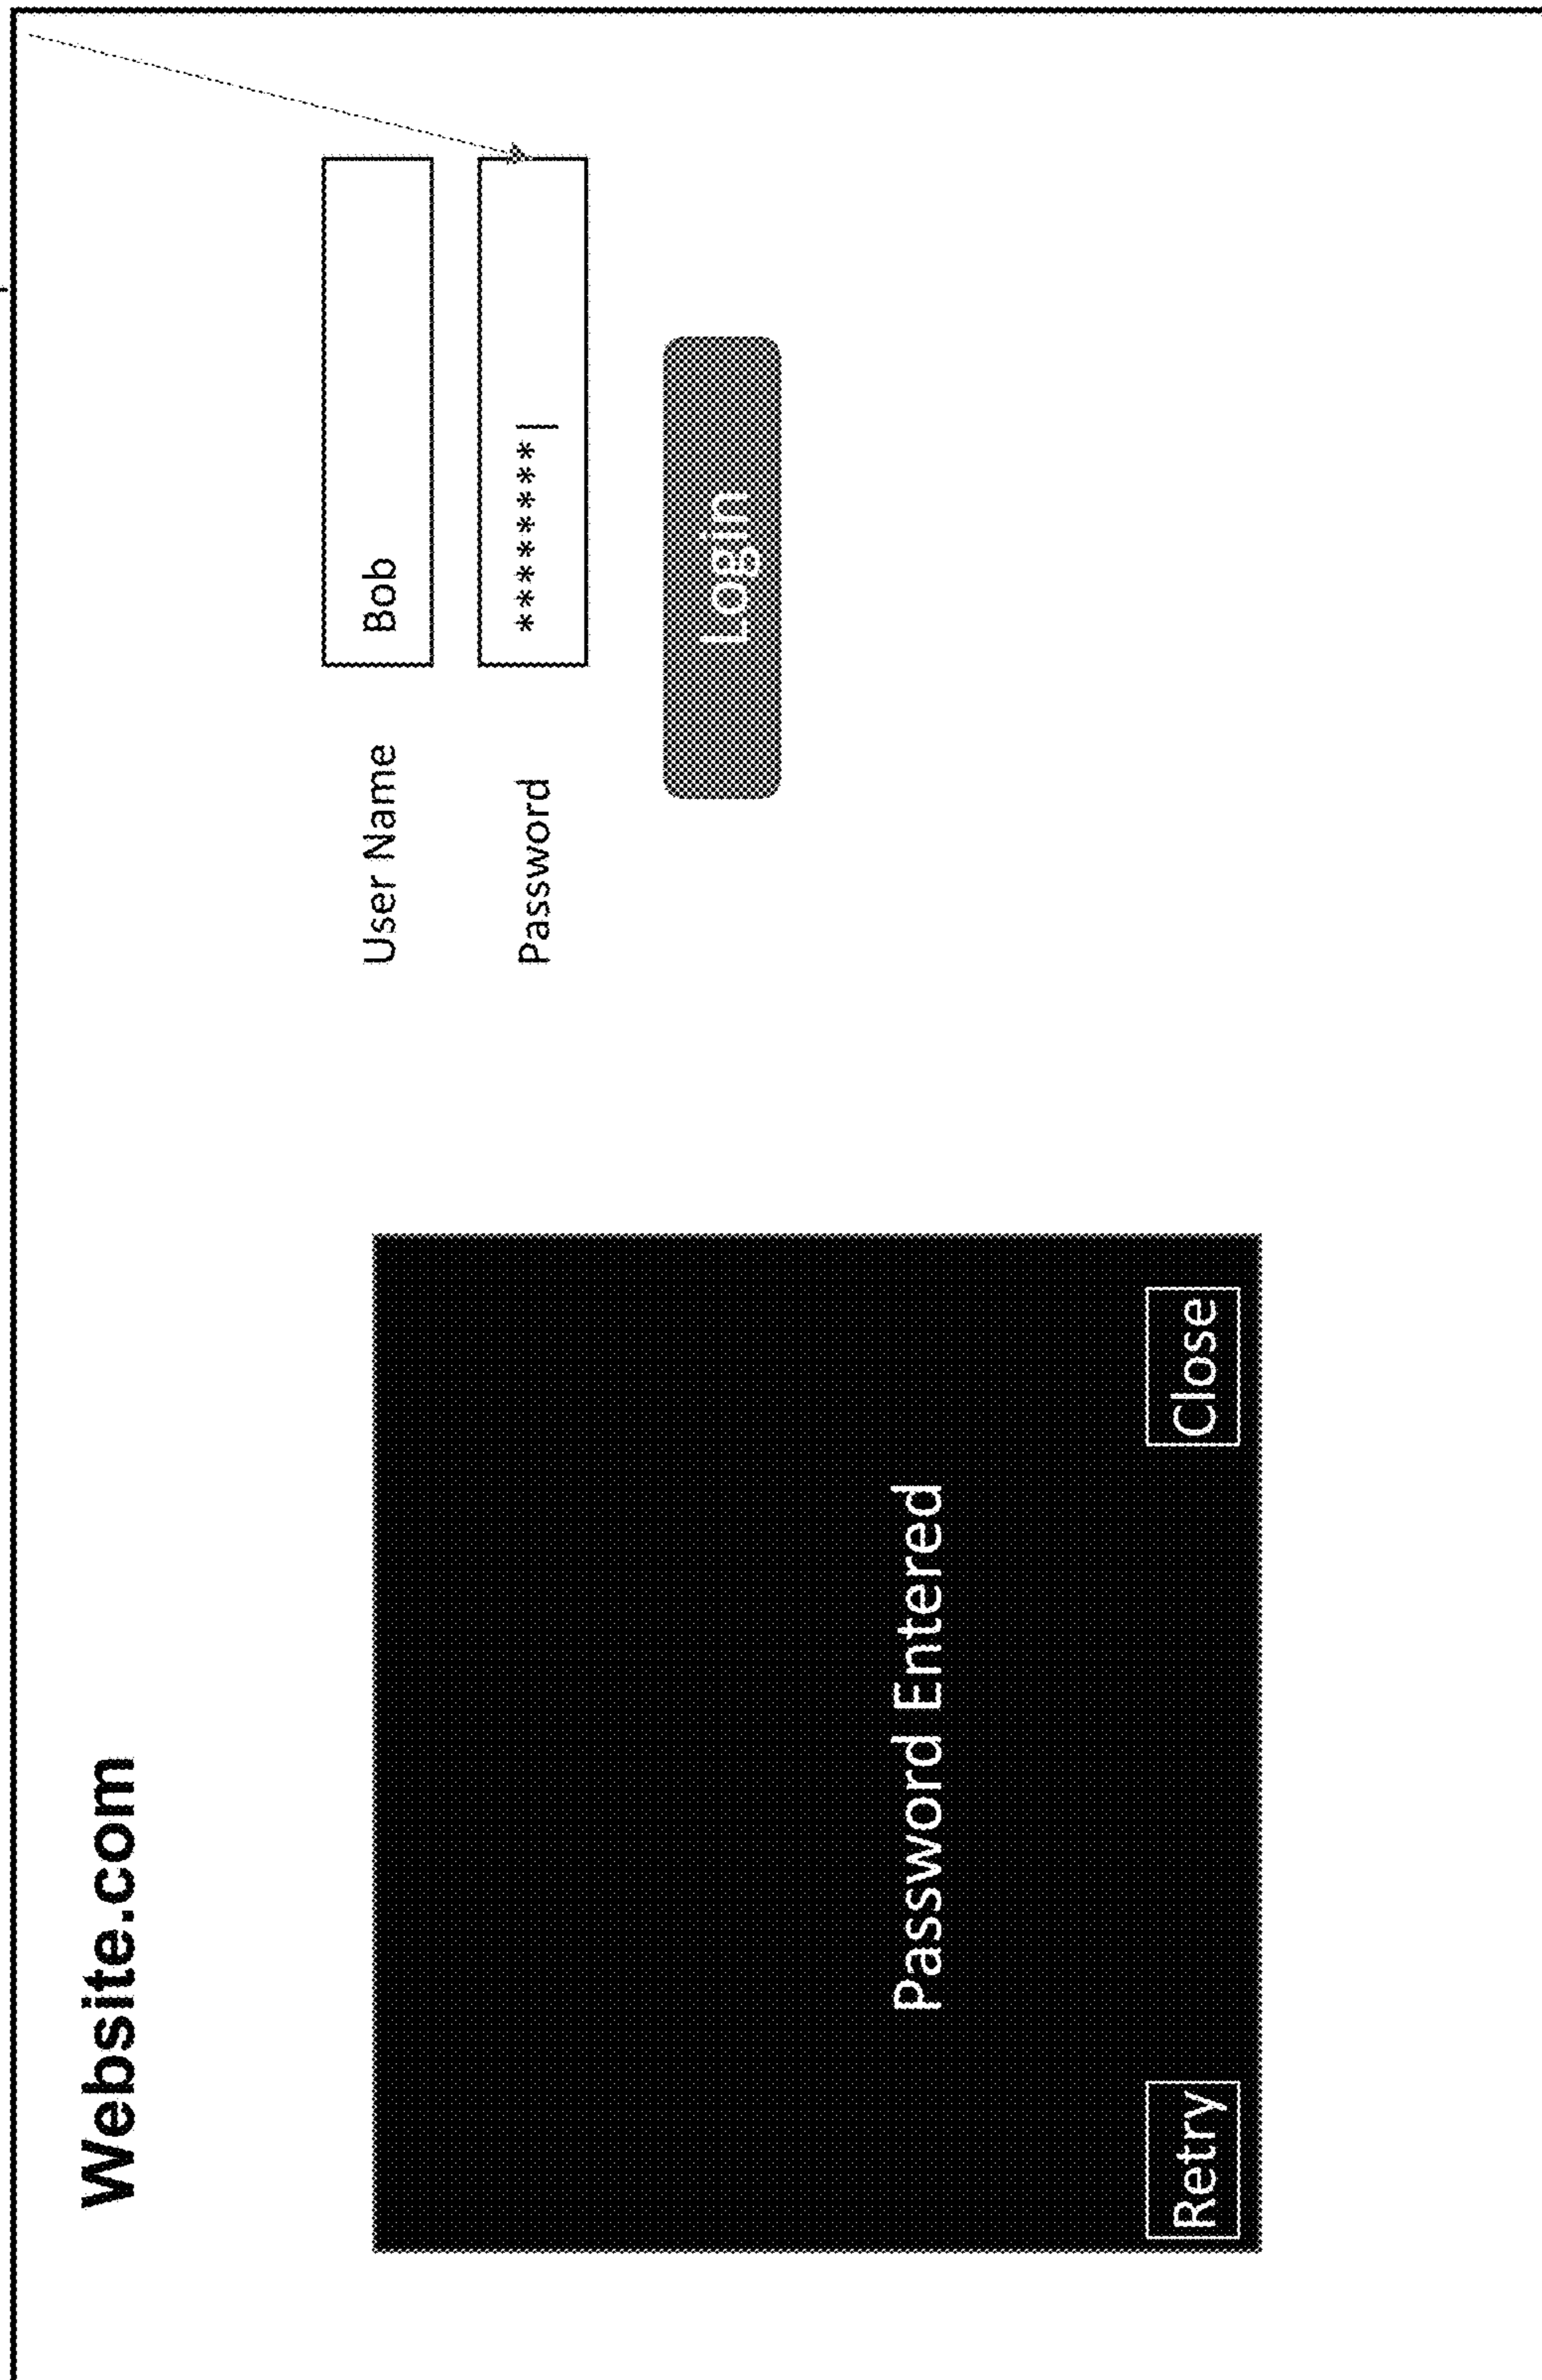 Website.com
User Name Bob
Password ********|
Login
Password Entered
Retry Close